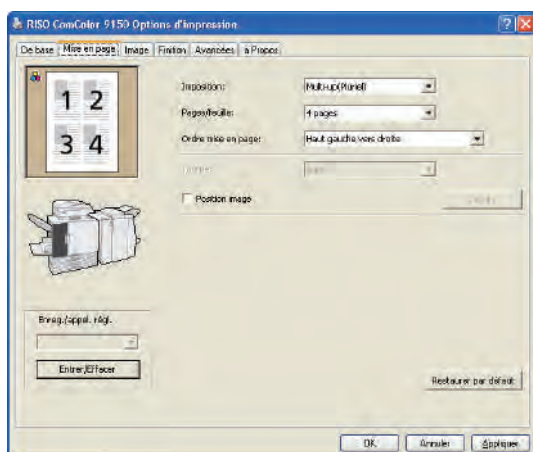 RISO ComColor 9150 Options d'impression
De base Mise en page Image Finition Avancées à Propos
1 2
3 4
Imposition: Multi-up(Pluriel)
Pages/feuille: 4 pages
Ordre mise en page: Haut gauche vers droite
Position image
Enreg./appel. régl.
Entrer/Effacer
Restaurer par défaut
OK Annuler Appliquer